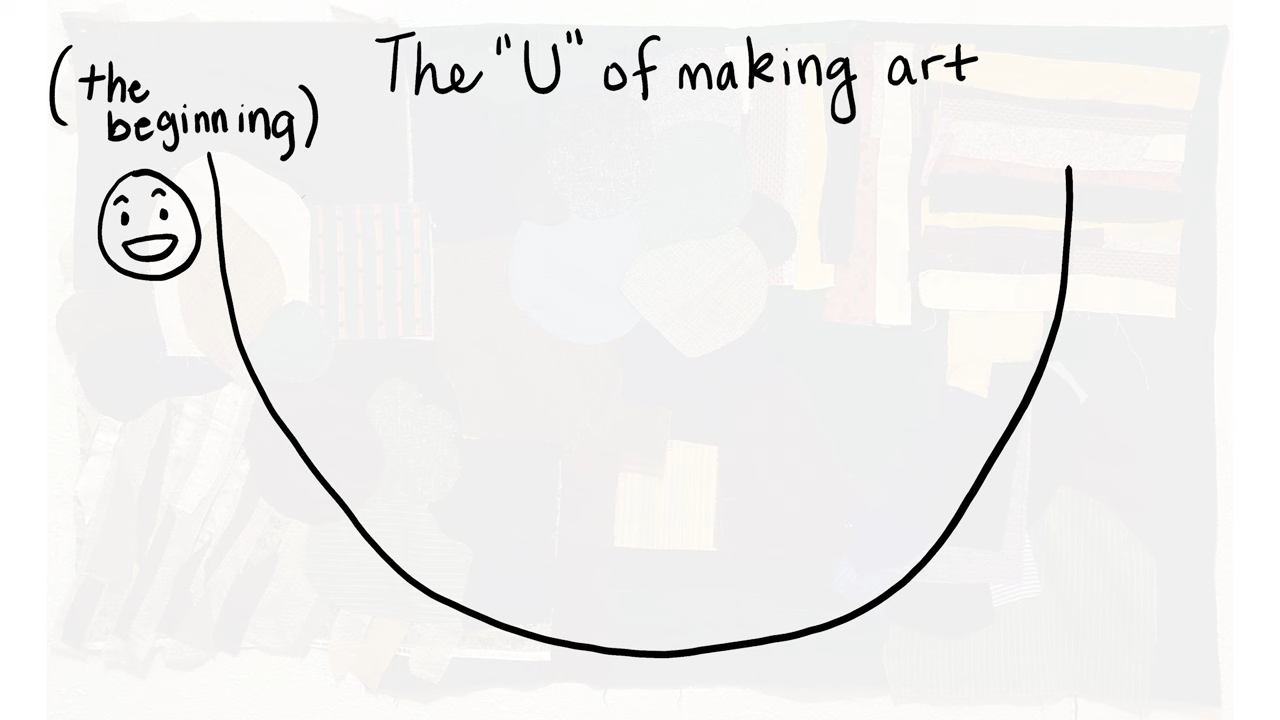 The "U" of making art
(the
beginning)